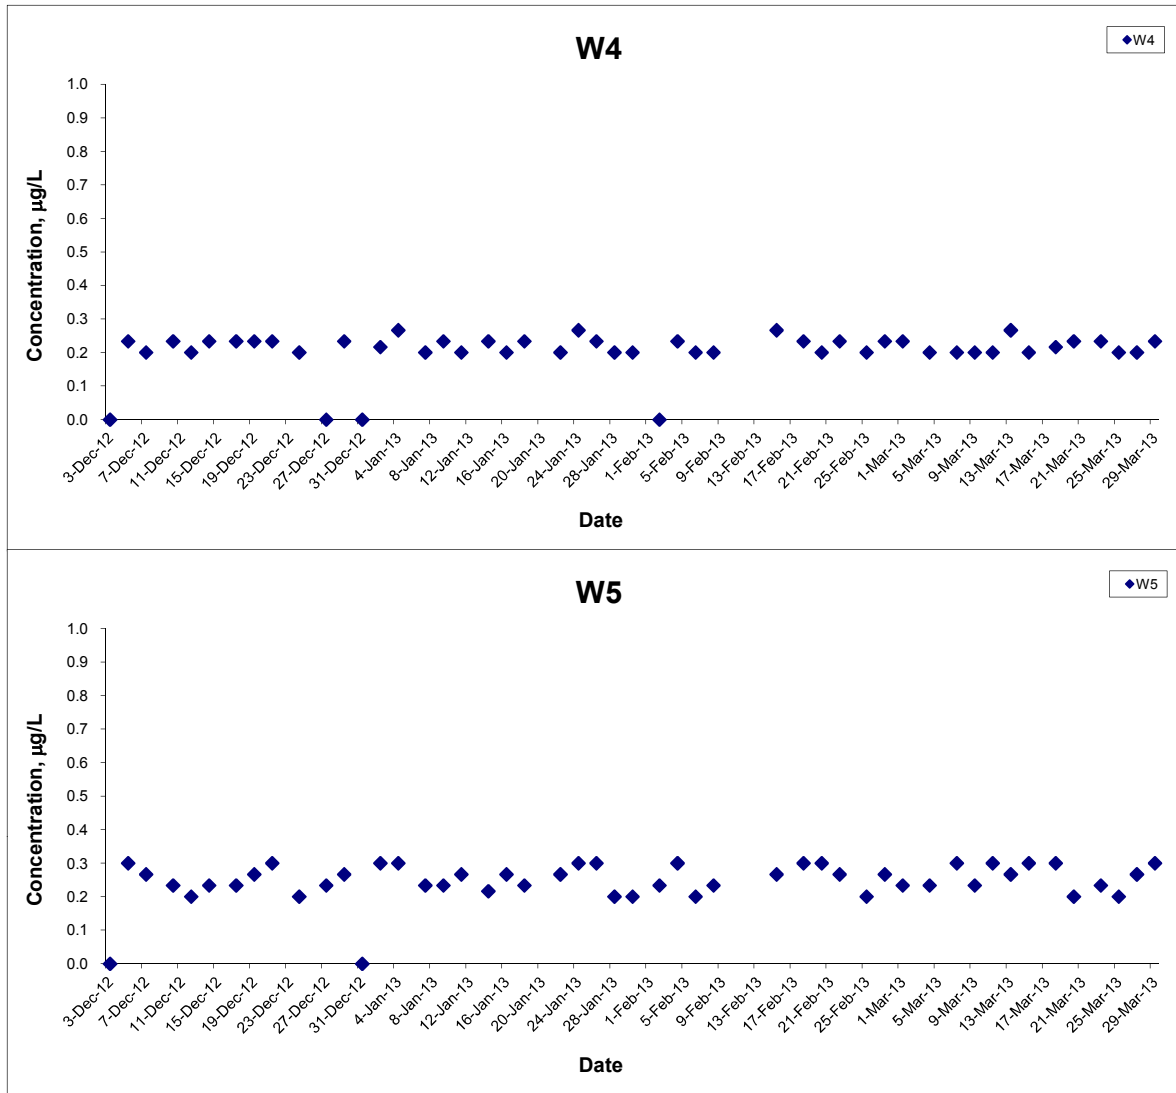 W4
W4
1.0
0.9
0.8
0.7
0.6
0.5
0.4
0.3
0.2
0.1
0.0
Concentration, µg/L
3-Dec-12
7-Dec-12
11-Dec-12
15-Dec-12
19-Dec-12
23-Dec-12
27-Dec-12
31-Dec-12
4-Jan-13
8-Jan-13
12-Jan-13
16-Jan-13
20-Jan-13
24-Jan-13
28-Jan-13
1-Feb-13
5-Feb-13
9-Feb-13
13-Feb-13
17-Feb-13
21-Feb-13
25-Feb-13
1-Mar-13
5-Mar-13
9-Mar-13
13-Mar-13
17-Mar-13
21-Mar-13
25-Mar-13
29-Mar-13
Date
W5
W5
1.0
0.9
0.8
0.7
0.6
0.5
0.4
0.3
0.2
0.1
0.0
Concentration, µg/L
3-Dec-12
7-Dec-12
11-Dec-12
15-Dec-12
19-Dec-12
23-Dec-12
27-Dec-12
31-Dec-12
4-Jan-13
8-Jan-13
12-Jan-13
16-Jan-13
20-Jan-13
24-Jan-13
28-Jan-13
1-Feb-13
5-Feb-13
9-Feb-13
13-Feb-13
17-Feb-13
21-Feb-13
25-Feb-13
1-Mar-13
5-Mar-13
9-Mar-13
13-Mar-13
17-Mar-13
21-Mar-13
25-Mar-13
29-Mar-13
Date